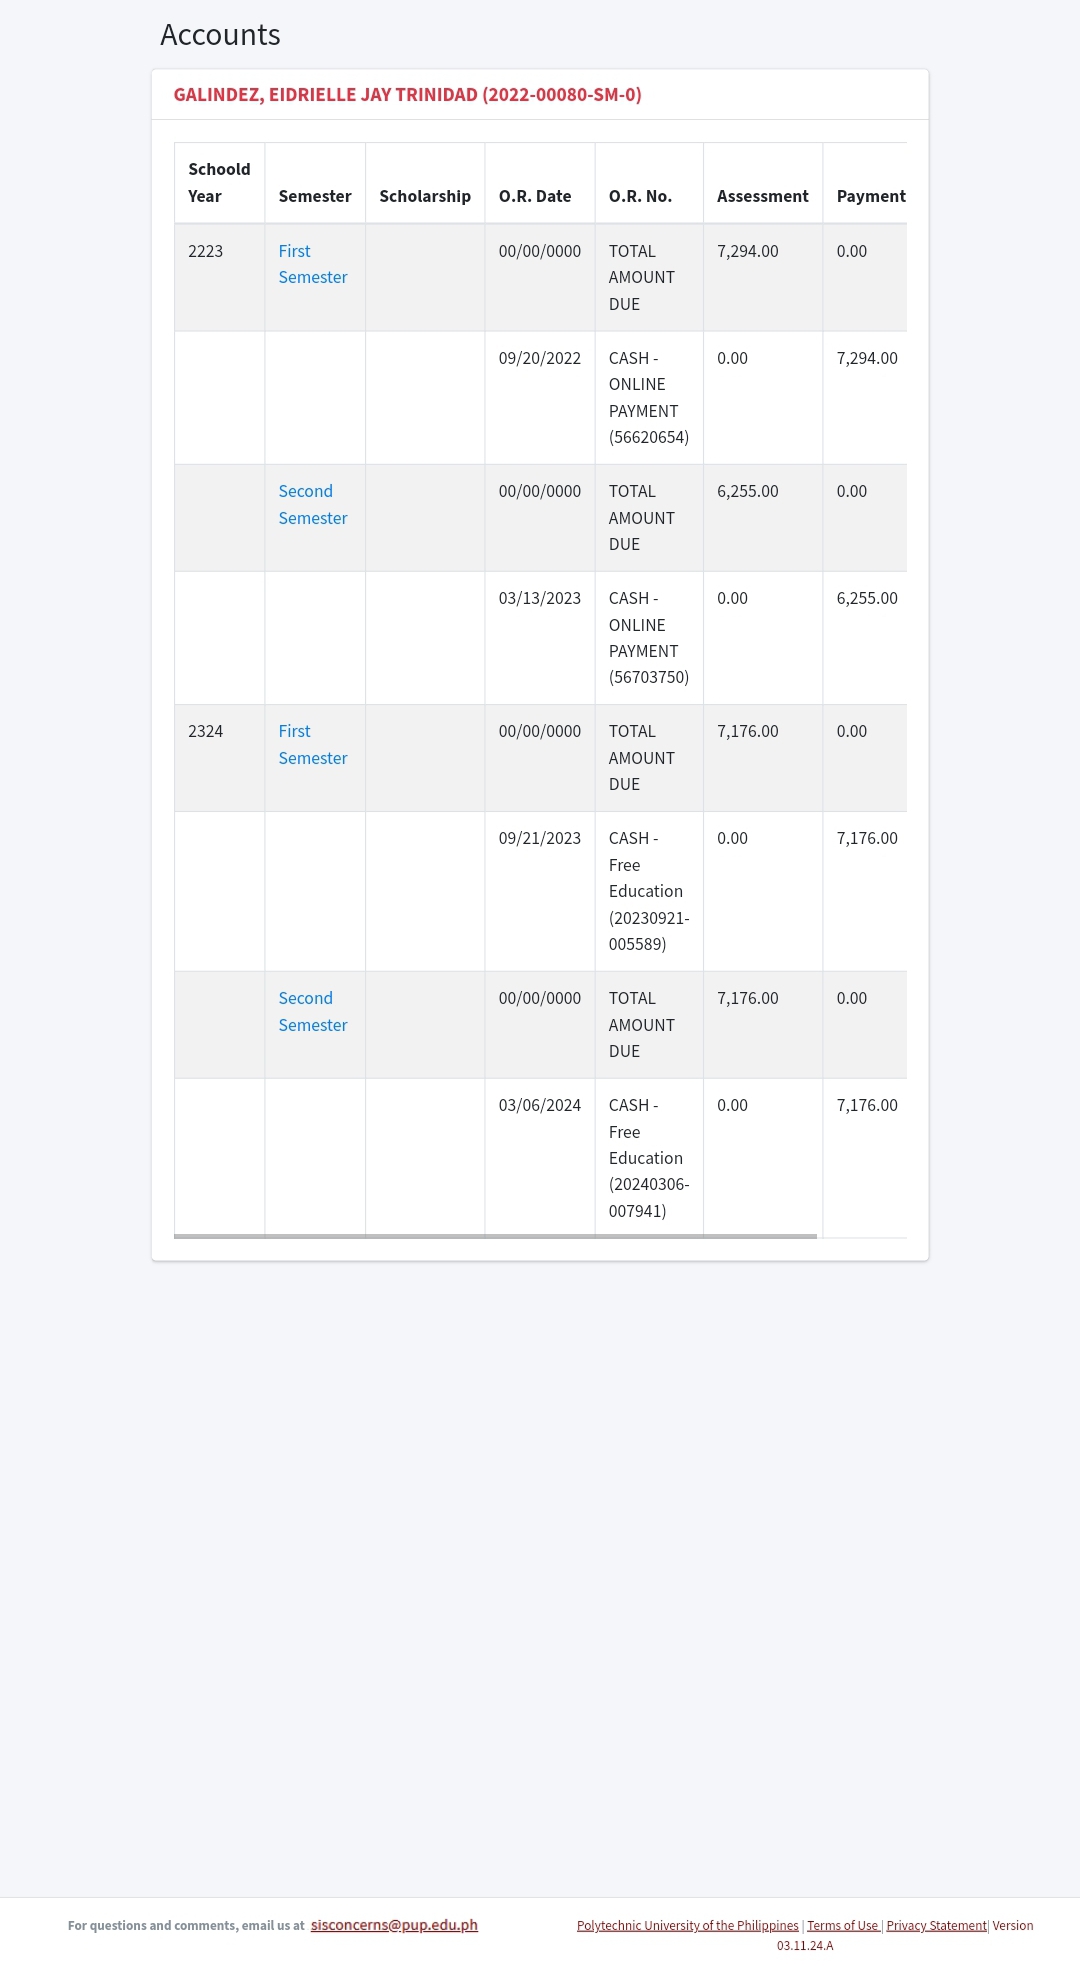 Accounts
GALINDEZ, EIDRIELLE JAY TRINIDAD (2022-00080-SM-0)
Schoold Year Semester Scholarship O.R. Date O.R. No. Assessment Payment
2223 First Semester 00/00/0000 TOTAL AMOUNT DUE 7,294.00 0.00
09/20/2022 CASH - ONLINE PAYMENT (56620654) 0.00 7,294.00
Second Semester 00/00/0000 TOTAL AMOUNT DUE 6,255.00 0.00
03/13/2023 CASH - ONLINE PAYMENT (56703750) 0.00 6,255.00
2324 First Semester 00/00/0000 TOTAL AMOUNT DUE 7,176.00 0.00
09/21/2023 CASH - Free Education (20230921-005589) 0.00 7,176.00
Second Semester 00/00/0000 TOTAL AMOUNT DUE 7,176.00 0.00
03/06/2024 CASH - Free Education (20240306-007941) 0.00 7,176.00
For questions and comments, email us at sisconcerns@pup.edu.ph
Polytechnic University of the Philippines | Terms of Use | Privacy Statement| Version
03.11.24.A